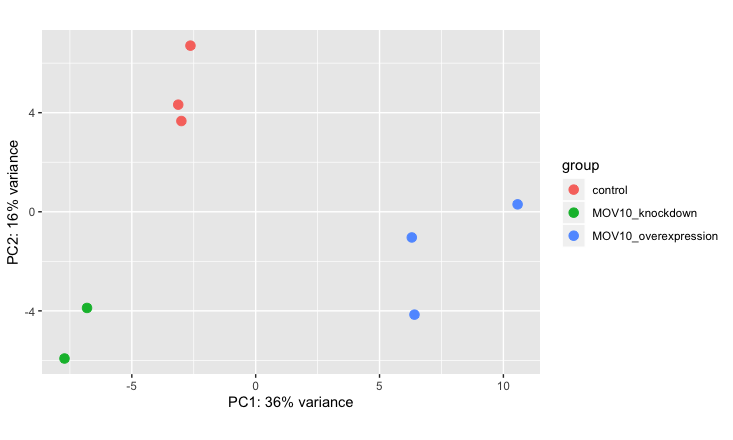 4
0
-4
PC2: 16% variance
-5
0
5
10
PC1: 36% variance
group
control
MOV10_knockdown
MOV10_overexpression